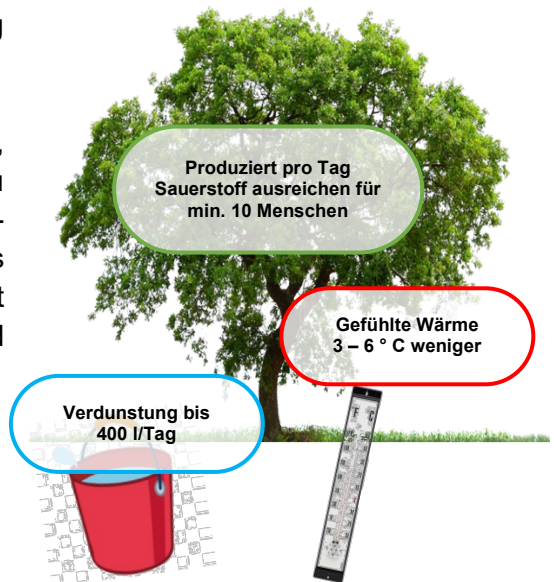 Produziert pro Tag
Sauerstoff ausreichen für
min. 10 Menschen
Gefühlte Wärme
3 – 6 ° C weniger
Verdunstung bis
400 l/Tag
F C